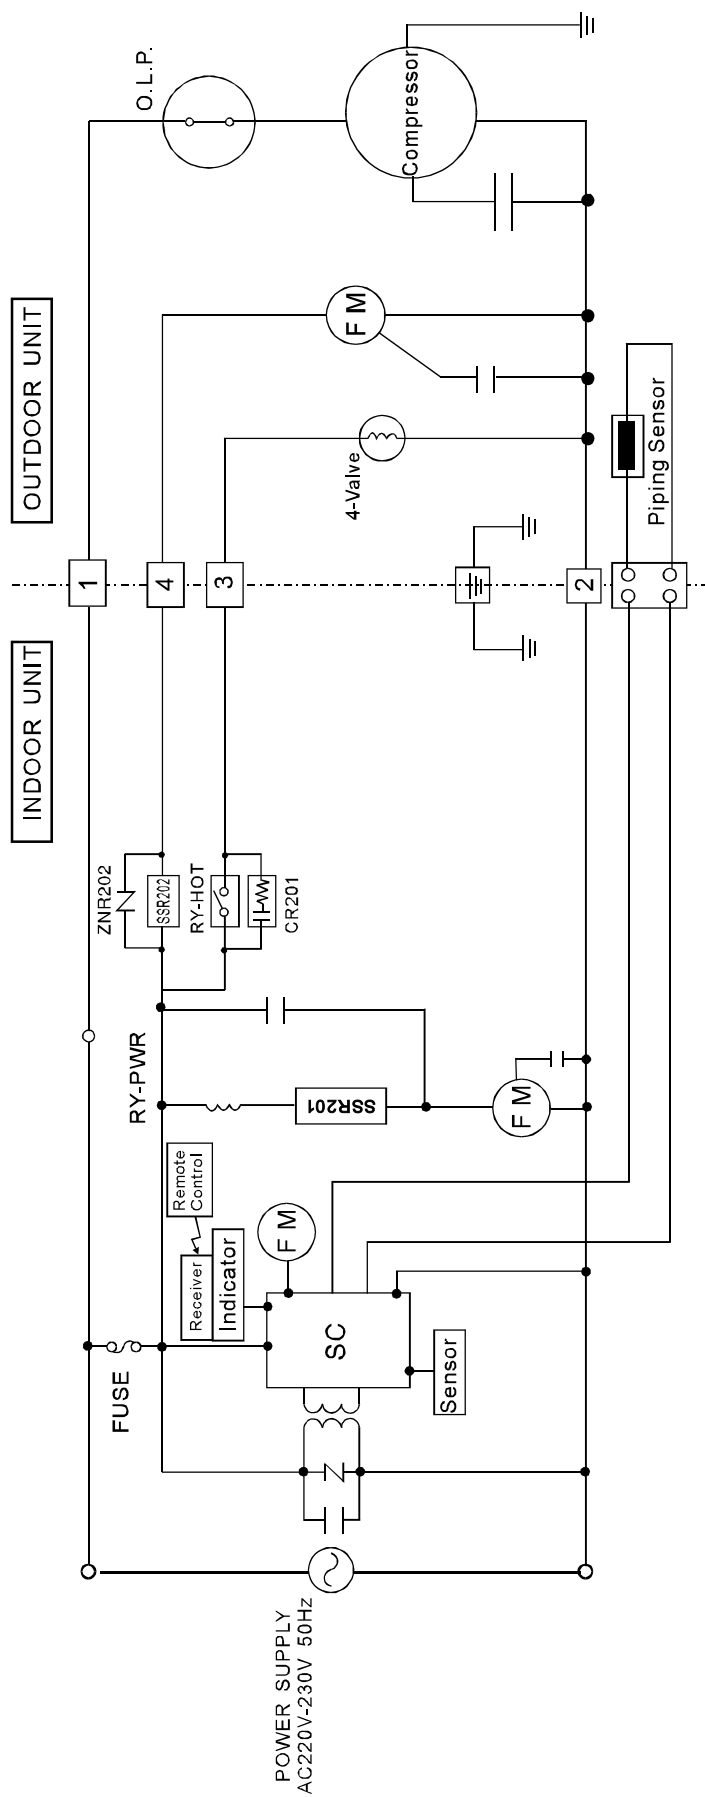 O.L.P.
Compressor
OUTDOOR UNIT
F M
4-Valve
Piping Sensor
1
4
3
2
INDOOR UNIT
ZNR202
SSR202
RY-HOT
CR201
RY-PWR
SSR201
F M
Remote
Control
Receiver
Indicator
F M
SC
Sensor
FUSE
POWER SUPPLY
AC220V-230V 50Hz